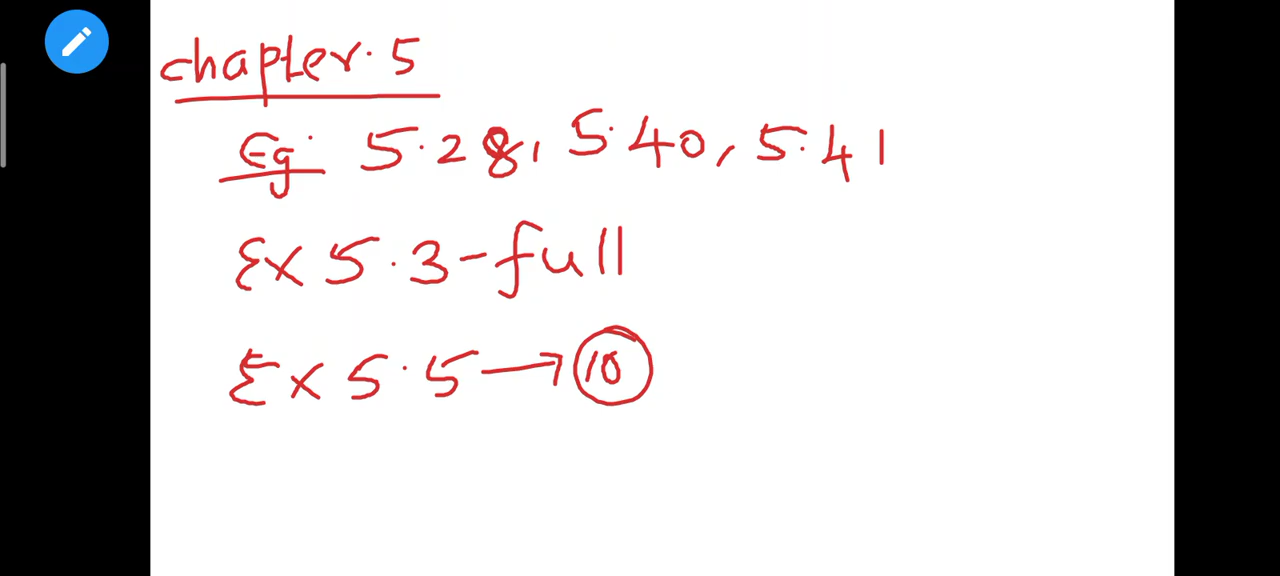 chapter. 5
Eg: 5.28, 5.40, 5.41
Ex 5.3 - full
Ex 5.5 → 10